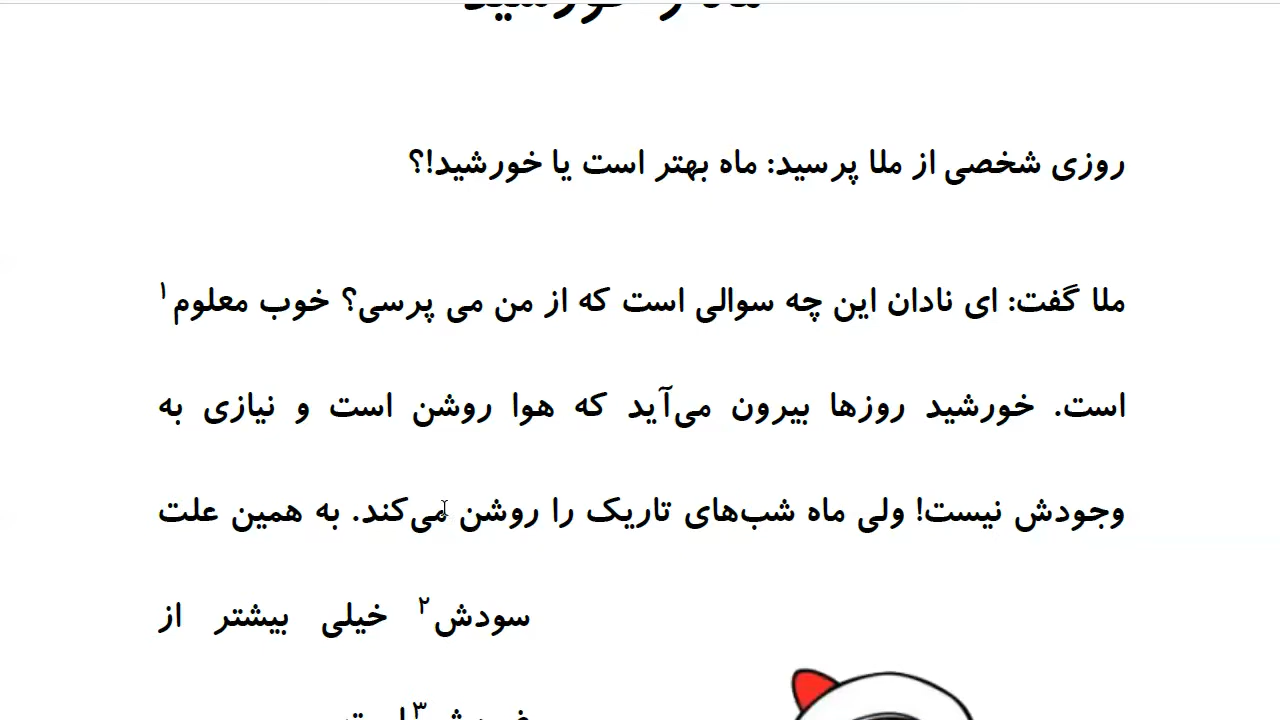 روزی شخصی از ملا پرسید: ماه بهتر است یا خورشید!؟
ملا گفت: ای نادان این چه سوالی است که از من می پرسی؟ خوب معلوم۱
است. خورشید روزها بیرون می‌آید که هوا روشن است و نیازی به
وجودش نیست! ولی ماه شب‌های تاریک را روشن می‌کند. به همین علت
سودش۲ خیلی بیشتر از